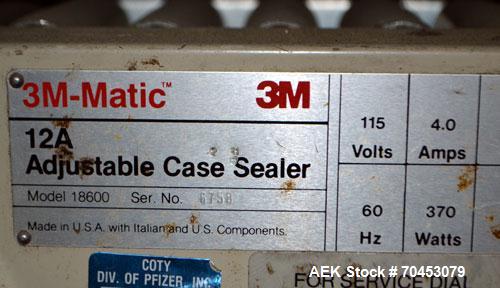 3M-Matic™ 3M
12A
Adjustable Case Sealer
Model 18600 Ser. No. 6758
Made in U.S.A. with Italian and U.S. Components.
115 Volts
4.0 Amps
60 Hz
370 Watts
COTY
DIV. OF PFIZER, INC.
FOR SERVICE DIAL
AEK Stock #70453079